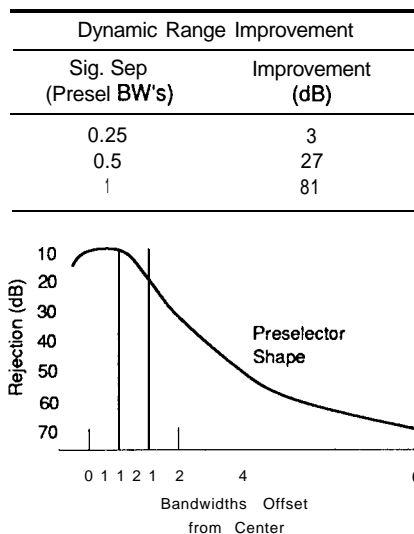 Dynamic Range Improvement
Sig. Sep Improvement
(Presel BW's) (dB)
0.25 3
0.5 27
1 81
Rejection (dB)
10
20
30
40
50
60
70
Preselector
Shape
0 1 1 2 1 2 4
Bandwidths Offset
from Center